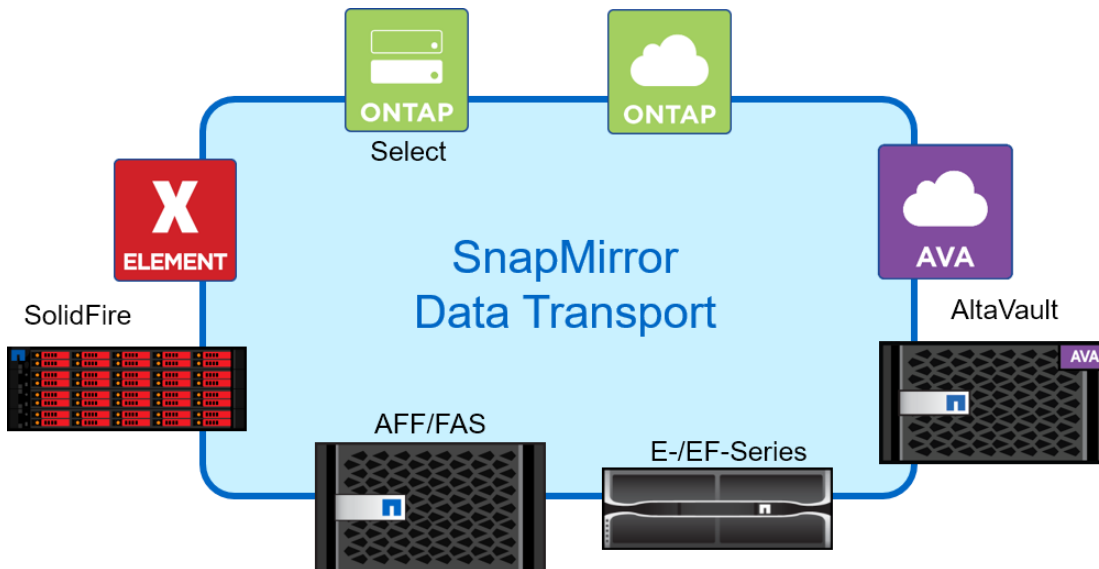 ONTAP
Select
ONTAP
X
ELEMENT
AVA
SnapMirror
Data Transport
SolidFire
AltaVault
AVA
AFF/FAS
E-/EF-Series